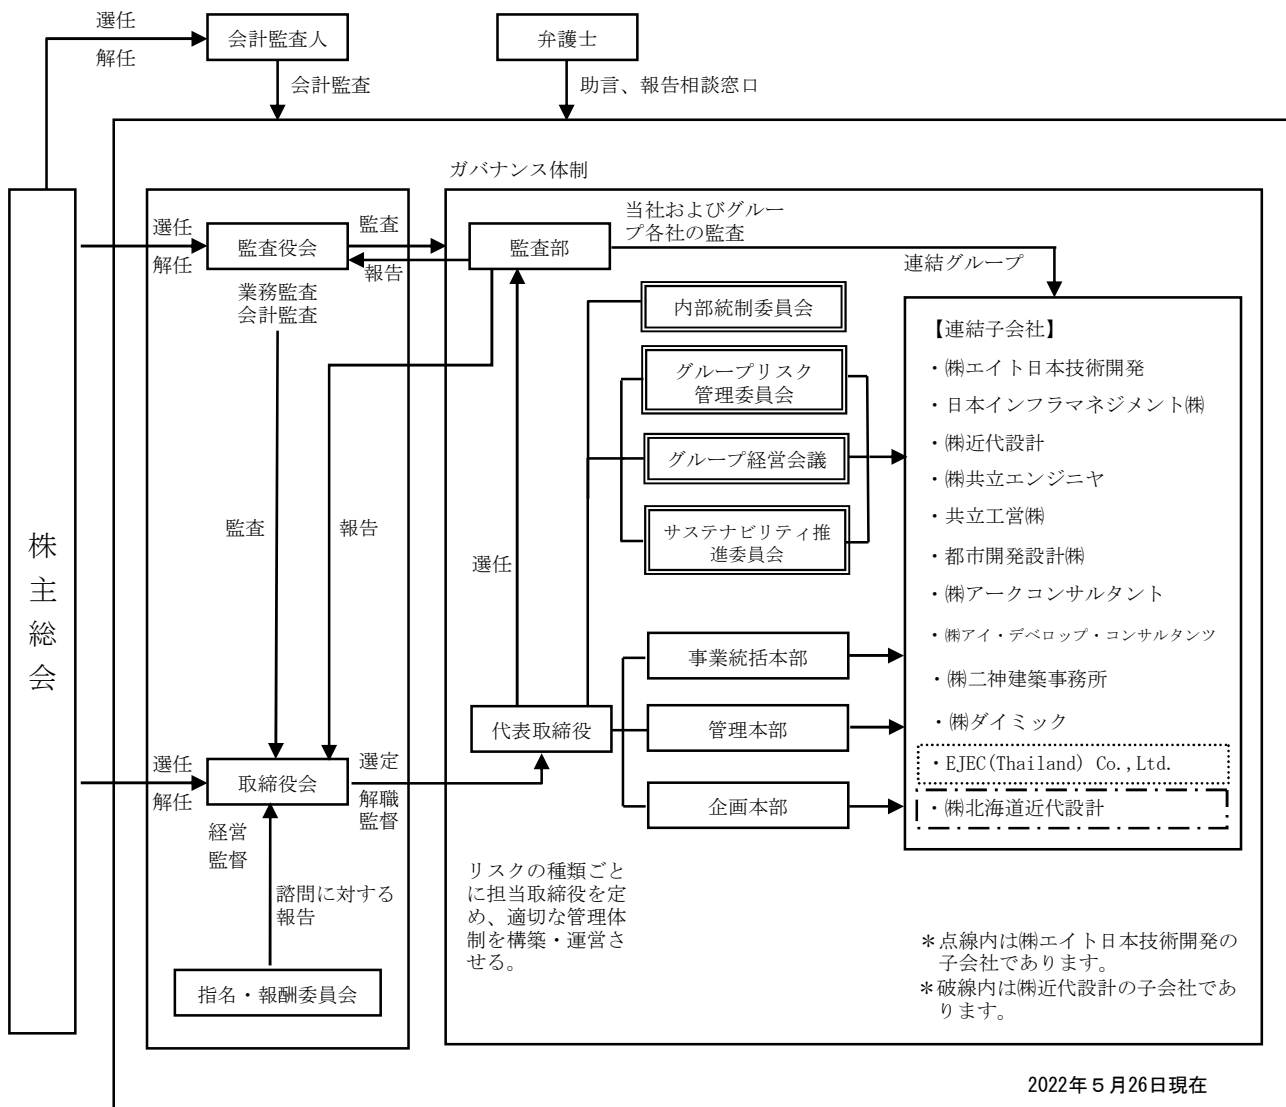 選任
解任
会計監査人
弁護士
会計監査
助言、報告相談窓口
ガバナンス体制
株主総会
選任
解任
監査役会
監査
報告
業務監査
会計監査
監査部
当社およびグルー
プ各社の監査
連結グループ
内部統制委員会
グループリスク
管理委員会
グループ経営会議
サステナビリティ推
進委員会
監査
報告
選任
事業統括本部
代表取締役
管理本部
企画本部
選任
解任
取締役会
選定
解職
監督
経営
監督
諮問に対する
報告
指名・報酬委員会
リスクの種類ごと
に担当取締役を定
め、適切な管理体
制を構築・運営さ
せる。
【連結子会社】
・㈱エイト日本技術開発
・日本インフラマネジメント㈱
・㈱近代設計
・㈱共立エンジニヤ
・共立工営㈱
・都市開発設計㈱
・㈱アークコンサルタント
・㈱アイ・デベロップ・コンサルタンツ
・㈱二神建築事務所
・㈱ダイミック
・EJEC(Thailand) Co.,Ltd.
・㈱北海道近代設計
＊点線内は㈱エイト日本技術開発の
子会社であります。
＊破線内は㈱近代設計の子会社であ
ります。
2022年５月26日現在